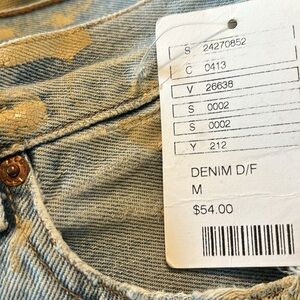 S 24270852
C 0413
V 26638
S 0002
S 0002
Y 212
DENIM D/F
M
$54.00